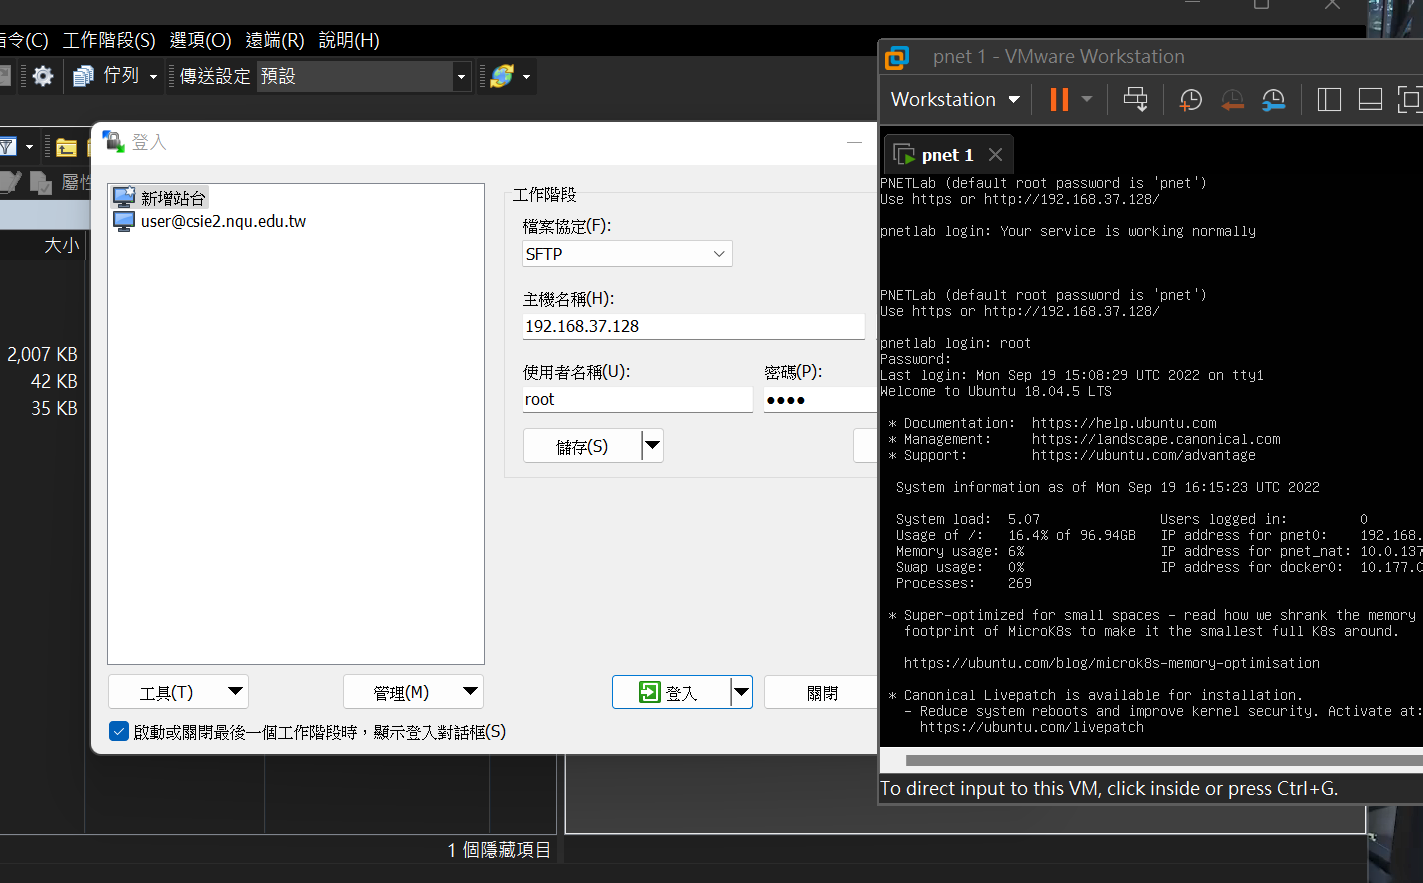 指令(C) 工作階段(S) 選項(O) 遠端(R) 說明(H)
佇列 傳送設定 預設
屬性
大小
2,007 KB
42 KB
35 KB
1 個隱藏項目
登入
新增站台
user@csie2.nqu.edu.tw
工作階段
檔案協定(F):
SFTP
主機名稱(H):
192.168.37.128
使用者名稱(U): 密碼(P):
root ●●●●
儲存(S)
工具(T) 管理(M) 登入 關閉
啟動或關閉最後一個工作階段時，顯示登入對話框(S)
pnet 1 - VMware Workstation
Workstation
pnet 1
PNETLab (default root password is 'pnet')
Use https or http://192.168.37.128/
pnetlab login: Your service is working normally
PNETLab (default root password is 'pnet')
Use https or http://192.168.37.128/
pnetlab login: root
Password:
Last login: Mon Sep 19 15:08:29 UTC 2022 on tty1
Welcome to Ubuntu 18.04.5 LTS
* Documentation: https://help.ubuntu.com
* Management: https://landscape.canonical.com
* Support: https://ubuntu.com/advantage
System information as of Mon Sep 19 16:15:23 UTC 2022
System load: 5.07 Users logged in: 0
Usage of /: 16.4% of 96.94GB IP address for pnet0: 192.168.
Memory usage: 6% IP address for pnet_nat: 10.0.137
Swap usage: 0% IP address for docker0: 10.177.
Processes: 269
* Super-optimized for small spaces - read how we shrank the memory
footprint of MicroK8s to make it the smallest full K8s around.
https://ubuntu.com/blog/microk8s-memory-optimisation
* Canonical Livepatch is available for installation.
- Reduce system reboots and improve kernel security. Activate at:
https://ubuntu.com/livepatch
To direct input to this VM, click inside or press Ctrl+G.